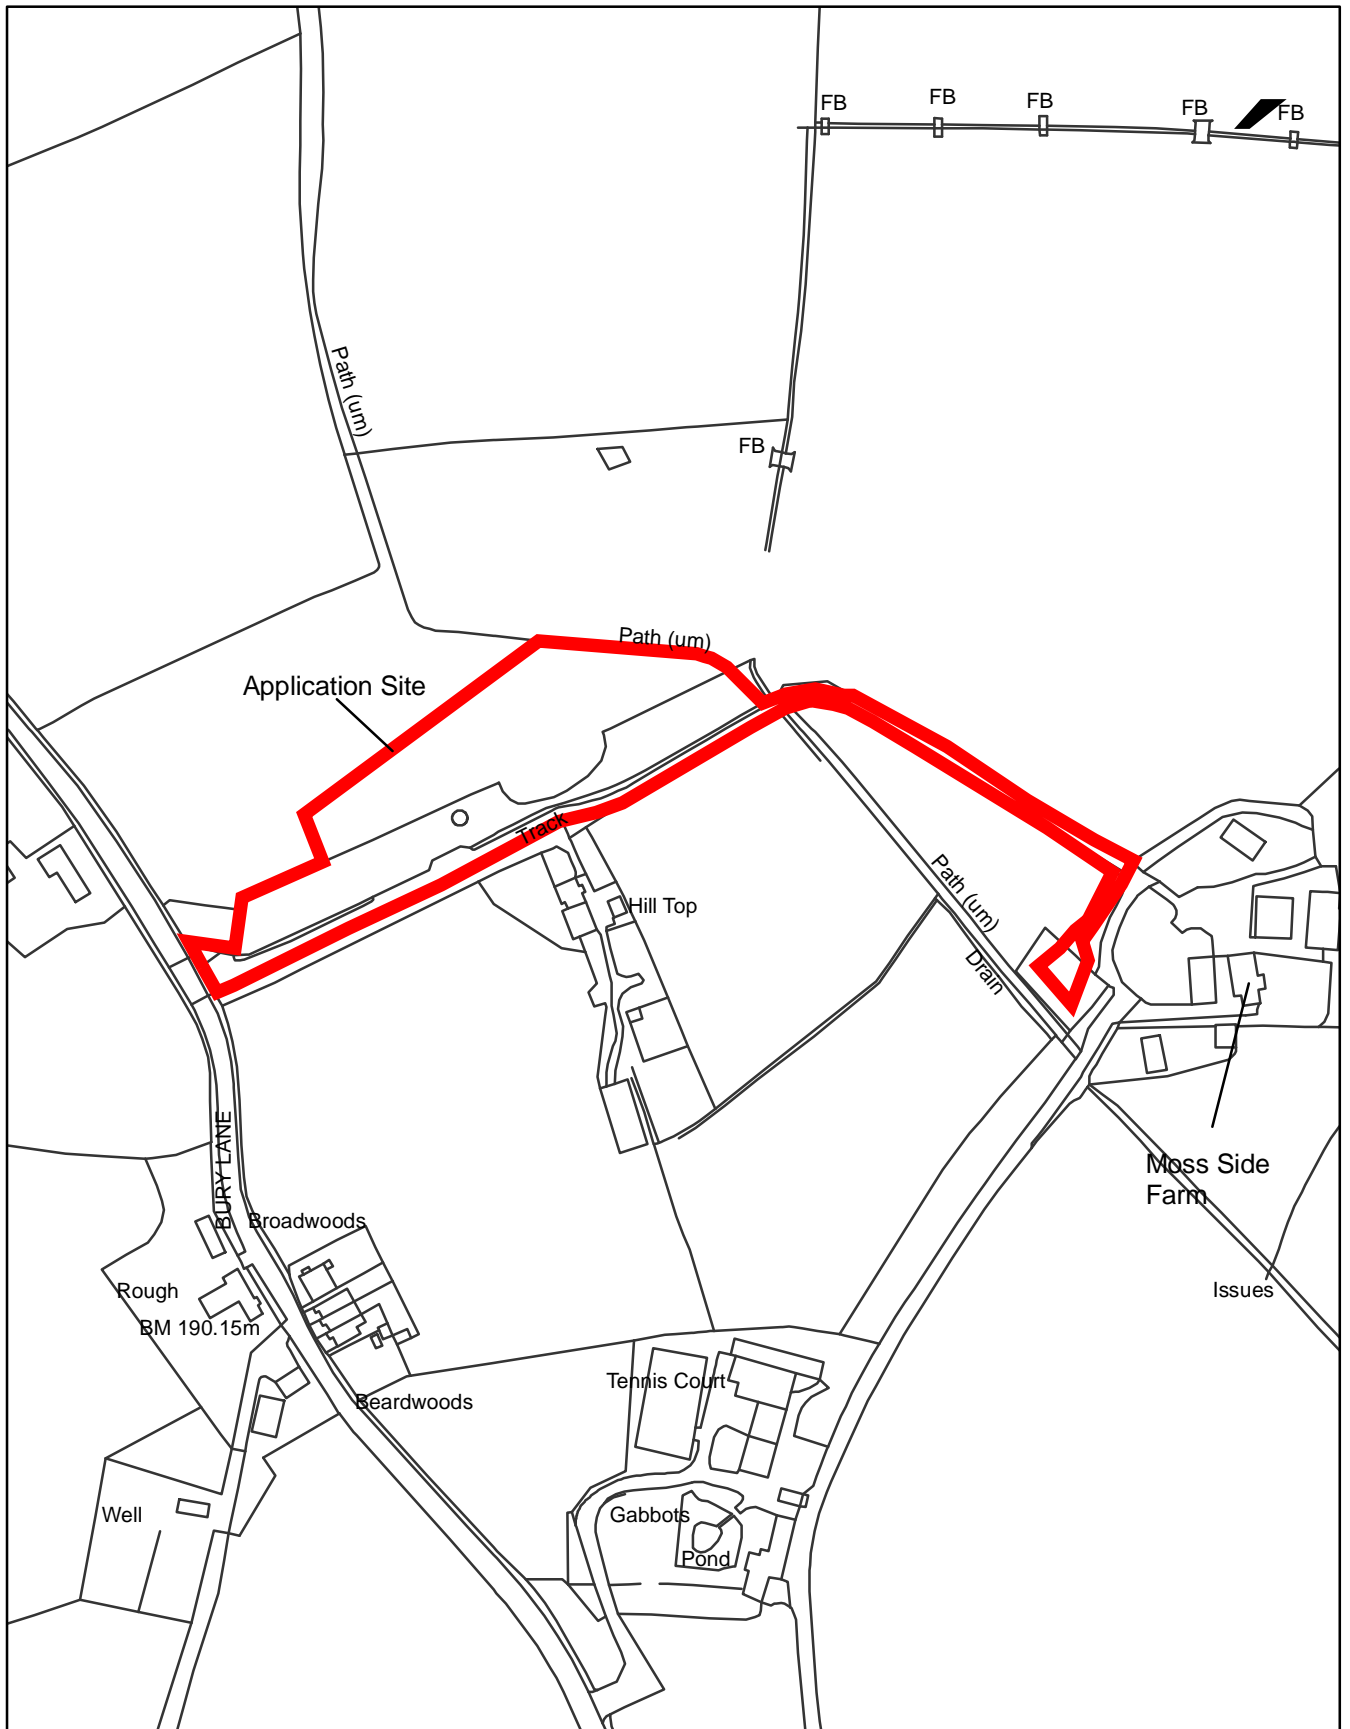 FB
FB
FB
FB
FB
Path (um)
FB
Path (um)
Application Site
Track
Path (um)
Hill Top
Drain
BURY LANE
Moss Side
Farm
Broadwoods
Rough
Issues
BM 190.15m
Tennis Court
Beardwoods
Well
Gabbots
Pond